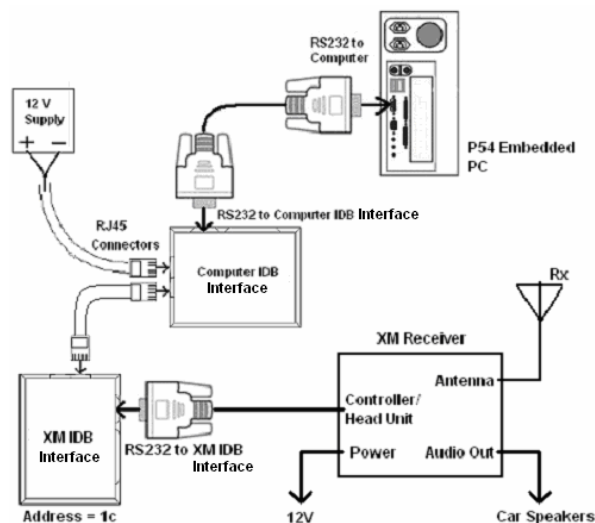 RS232 to
Computer
12 V
Supply
+ −
P54 Embedded
PC
RS232 to Computer IDB Interface
RJ45
Connectors
Computer IDB
Interface
Rx
XM Receiver
Antenna
Controller/
Head Unit
XM IDB
Interface
RS232 to XM IDB
Interface
Power
Audio Out
Address = 1c
12V
Car Speakers